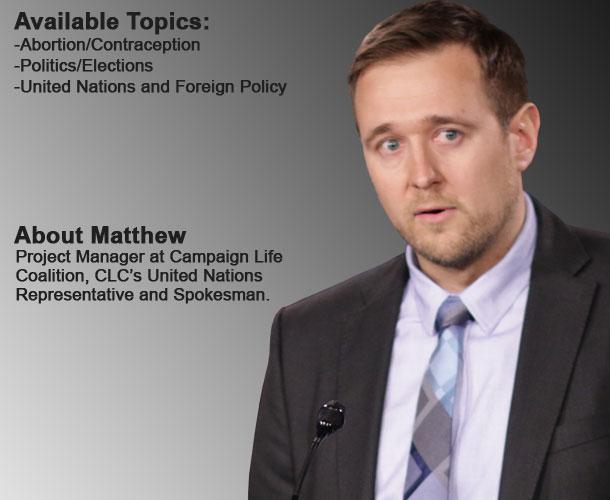 Available Topics:
-Abortion/Contraception
-Politics/Elections
-United Nations and Foreign Policy
About Matthew
Project Manager at Campaign Life
Coalition, CLC's United Nations
Representative and Spokesman.